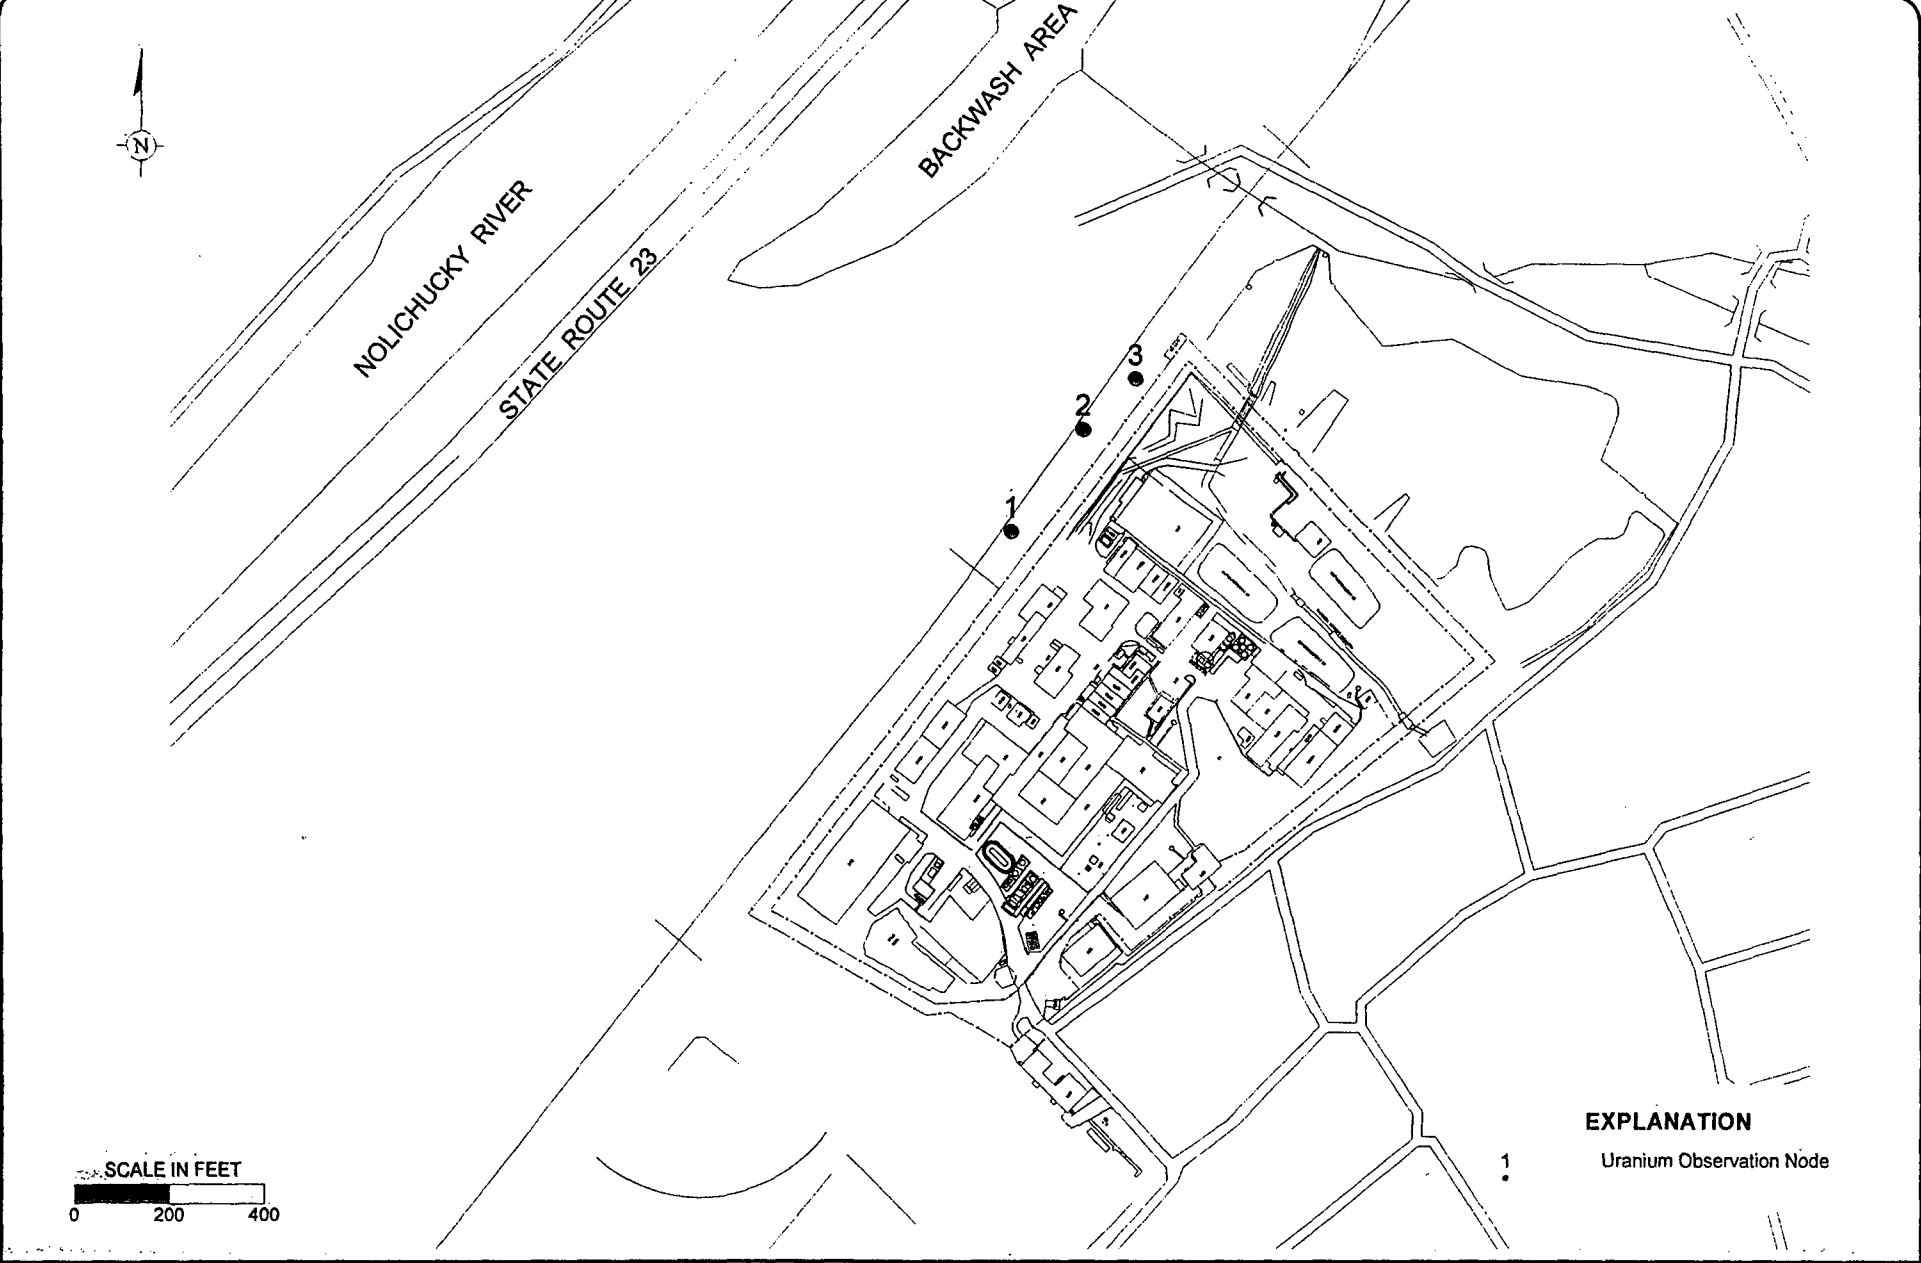 BACKWASH AREA
N
NOLICHUCKY RIVER
STATE ROUTE 23
3
2
1
EXPLANATION
1
Uranium Observation Node
SCALE IN FEET
0 200 400